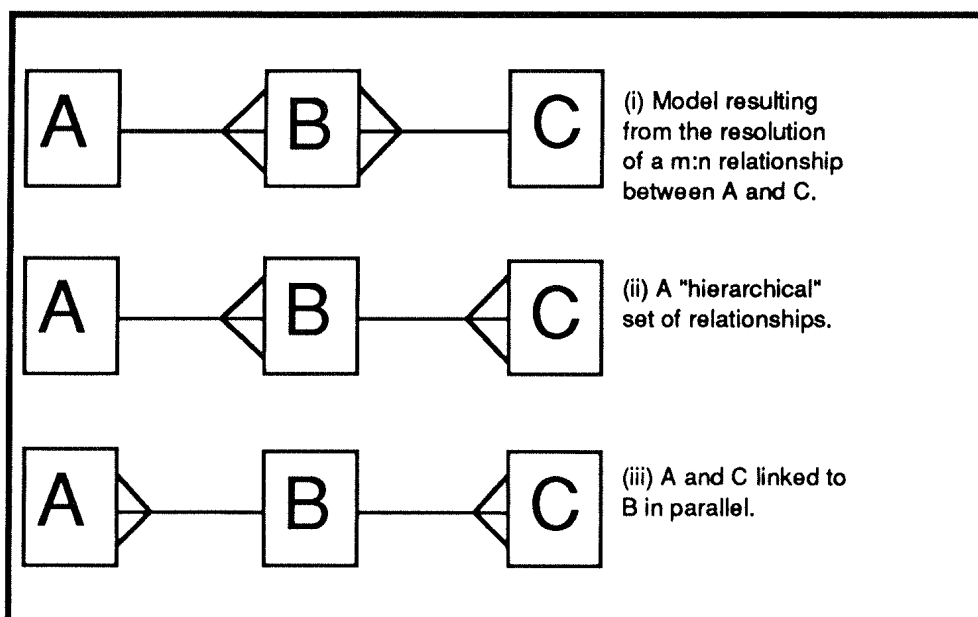 A B C
(i) Model resulting
from the resolution
of a m:n relationship
between A and C.
A B C
(ii) A "hierarchical"
set of relationships.
A B C
(iii) A and C linked to
B in parallel.